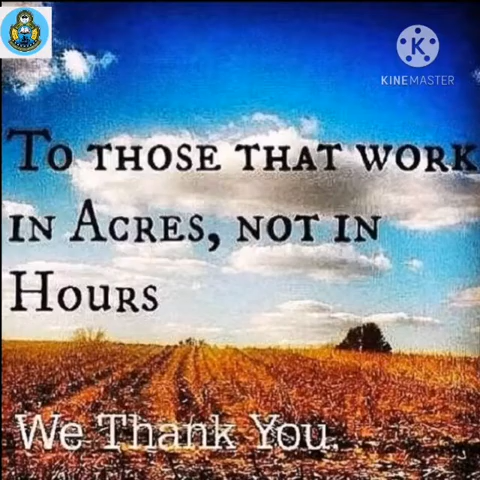 KINEMASTER
To those that work
in Acres, not in
Hours
We Thank You.